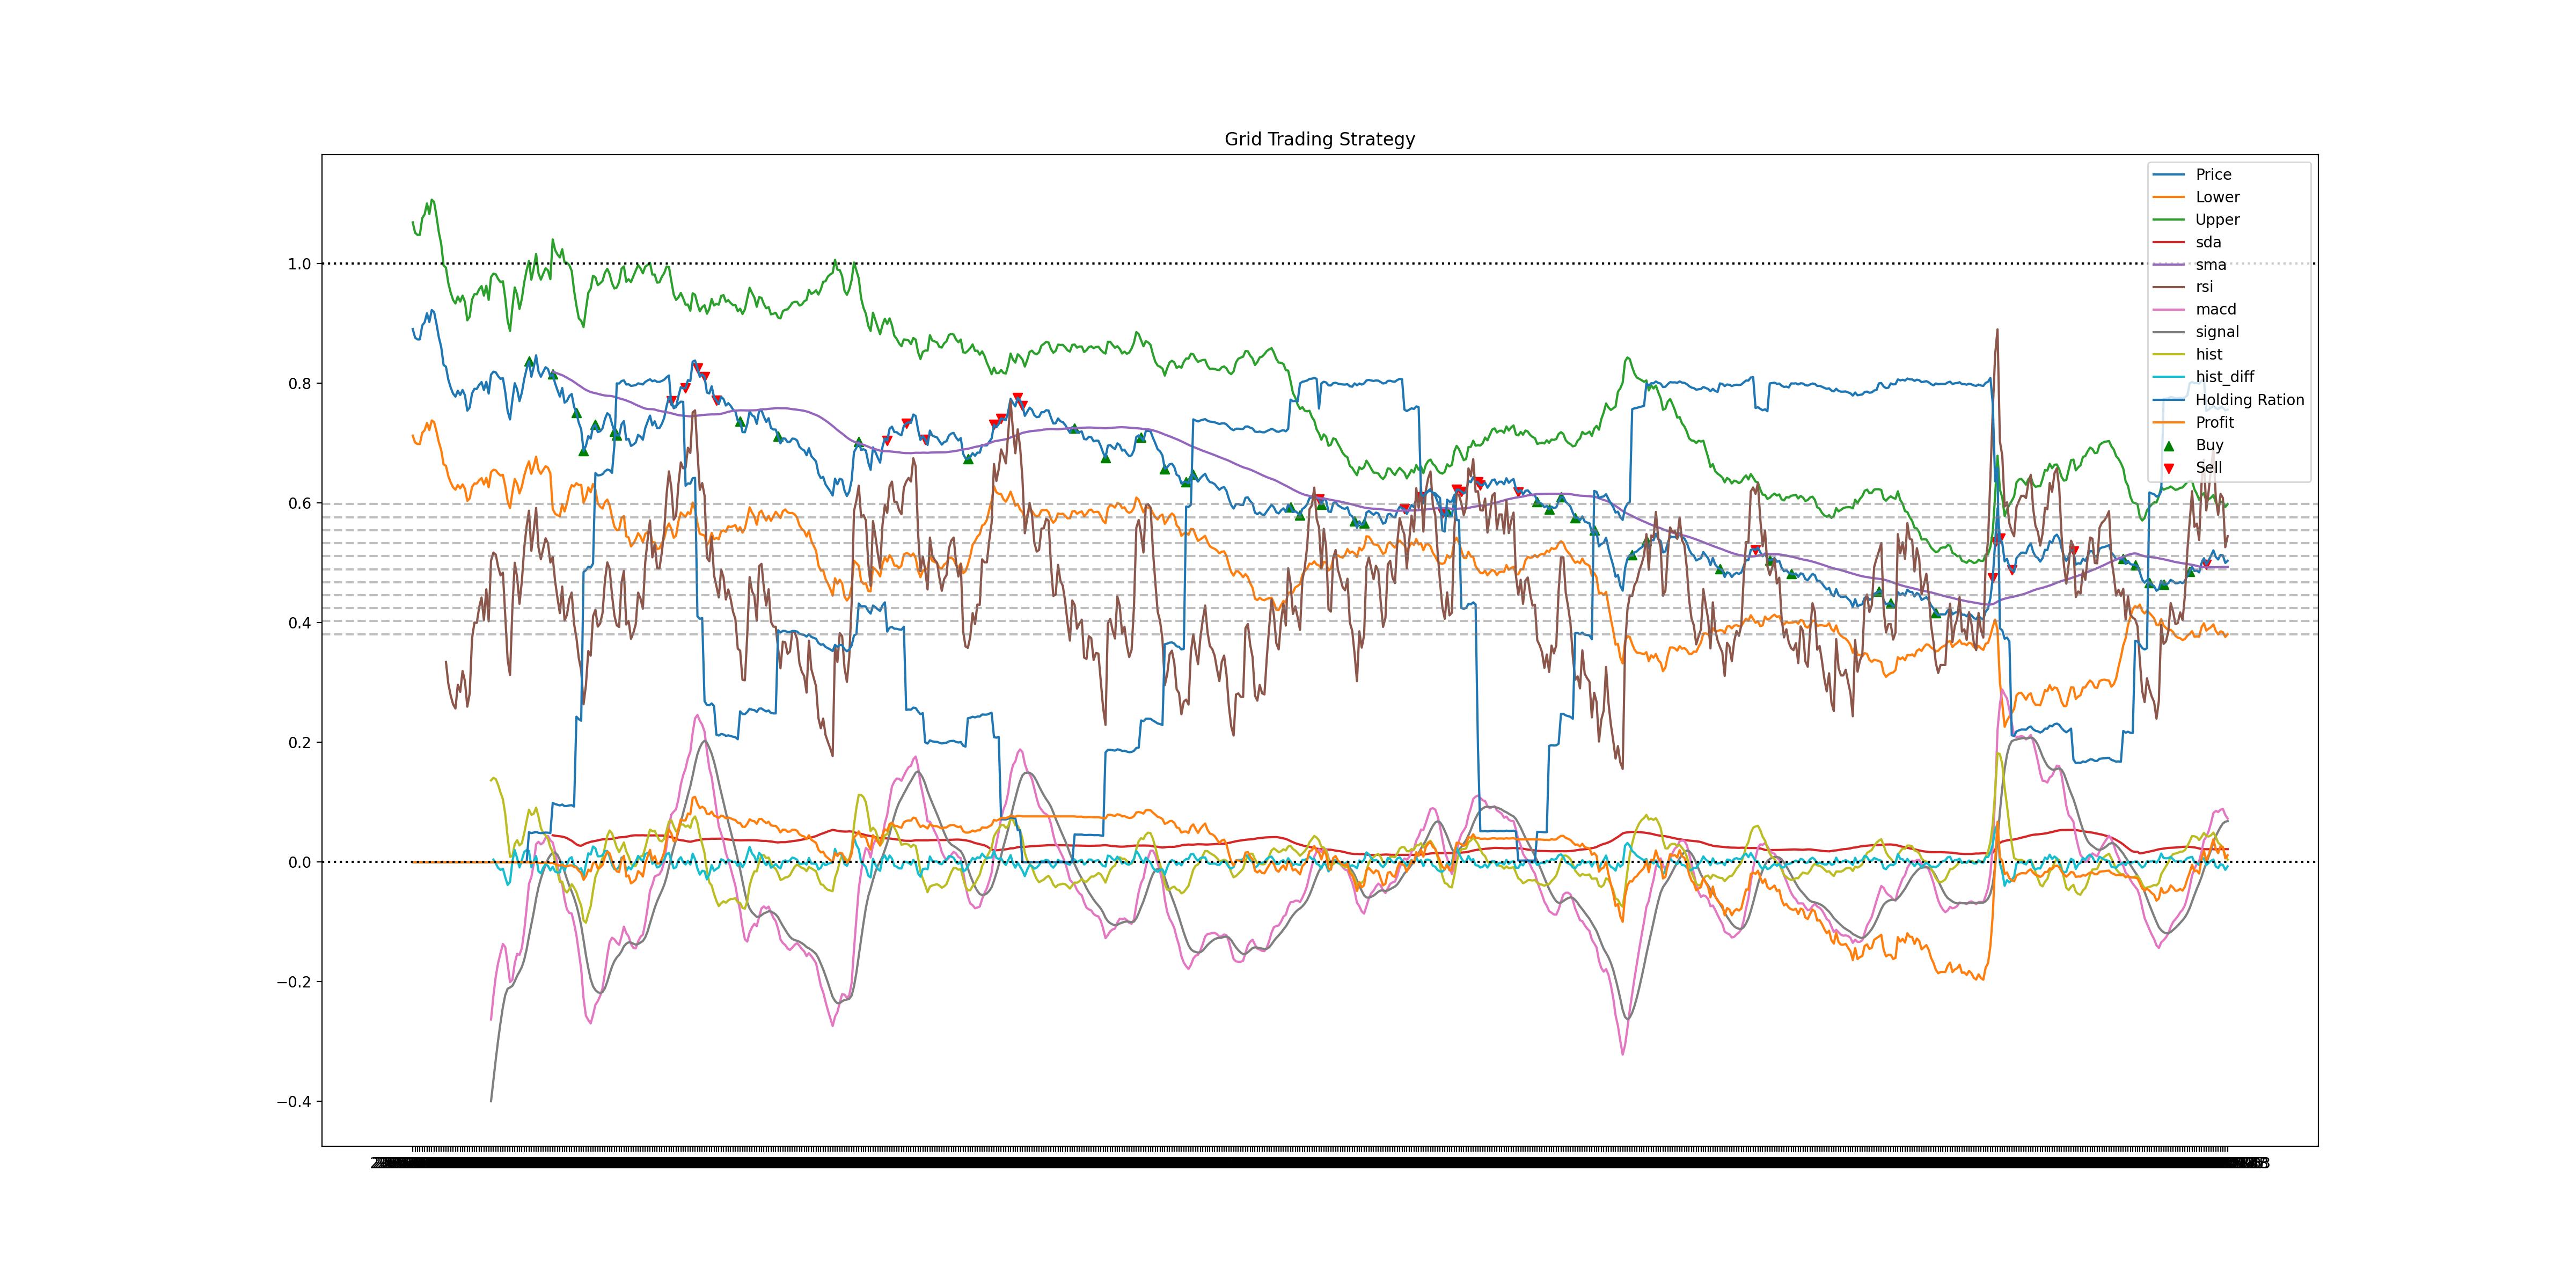 Grid Trading Strategy
Price
Lower
Upper
sda
sma
rsi
macd
signal
hist
hist_diff
Holding Ration
Profit
Buy
Sell
1.0
0.8
0.6
0.4
0.2
0.0
−0.2
−0.4